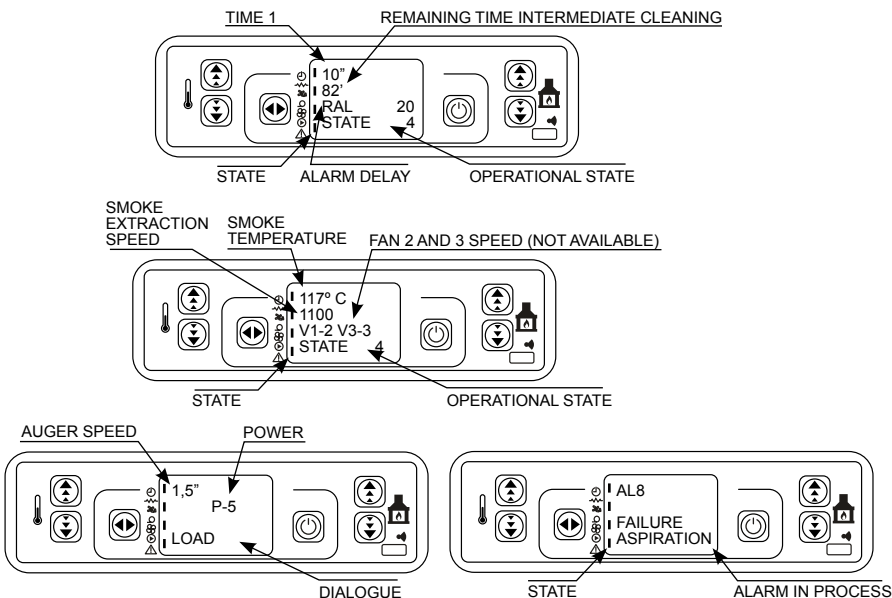 TIME 1
REMAINING TIME INTERMEDIATE CLEANING
10"
82'
RAL 20
STATE 4
STATE
ALARM DELAY
OPERATIONAL STATE
SMOKE
EXTRACTION
SPEED
SMOKE
TEMPERATURE
FAN 2 AND 3 SPEED (NOT AVAILABLE)
117º C
1100
V1-2 V3-3
STATE 4
STATE
OPERATIONAL STATE
AUGER SPEED
POWER
1,5"
P-5
LOAD
DIALOGUE
AL8
FAILURE
ASPIRATION
STATE
ALARM IN PROCESS